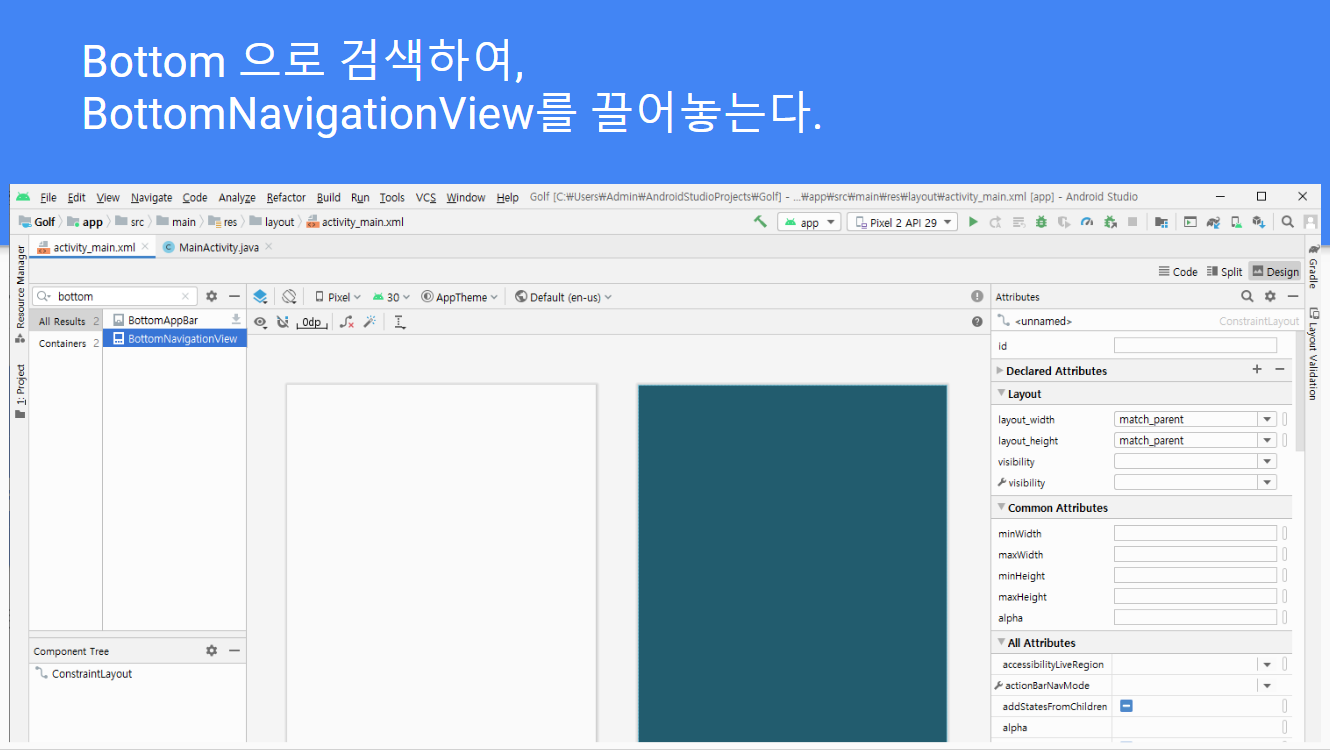 Bottom 으로 검색하여,
BottomNavigationView를 끌어놓는다.
File Edit View Navigate Code Analyze Refactor Build Run Tools VCS Window Help Golf [C:₩Users₩Admin₩AndroidStudioProjects₩Golf] - ...₩app₩src₩main₩res₩layout₩activity_main.xml [app] - Android Studio
Golf app src main res layout activity_main.xml app Pixel 2 API 29
activity_main.xml MainActivity.java
Code Split Design
bottom Pixel 30 AppTheme Default (en-us) Attributes
All Results 2 BottomAppBar 0dp <unnamed> ConstraintLayout
Containers 2 BottomNavigationView
id
Declared Attributes
Layout
layout_width match_parent
layout_height match_parent
visibility
visibility
Common Attributes
minWidth
maxWidth
minHeight
maxHeight
alpha
All Attributes
accessibilityLiveRegion
actionBarNavMode
addStatesFromChildren
alpha
Component Tree
ConstraintLayout
Resource Manager
1: Project
Gradle
Layout Validation